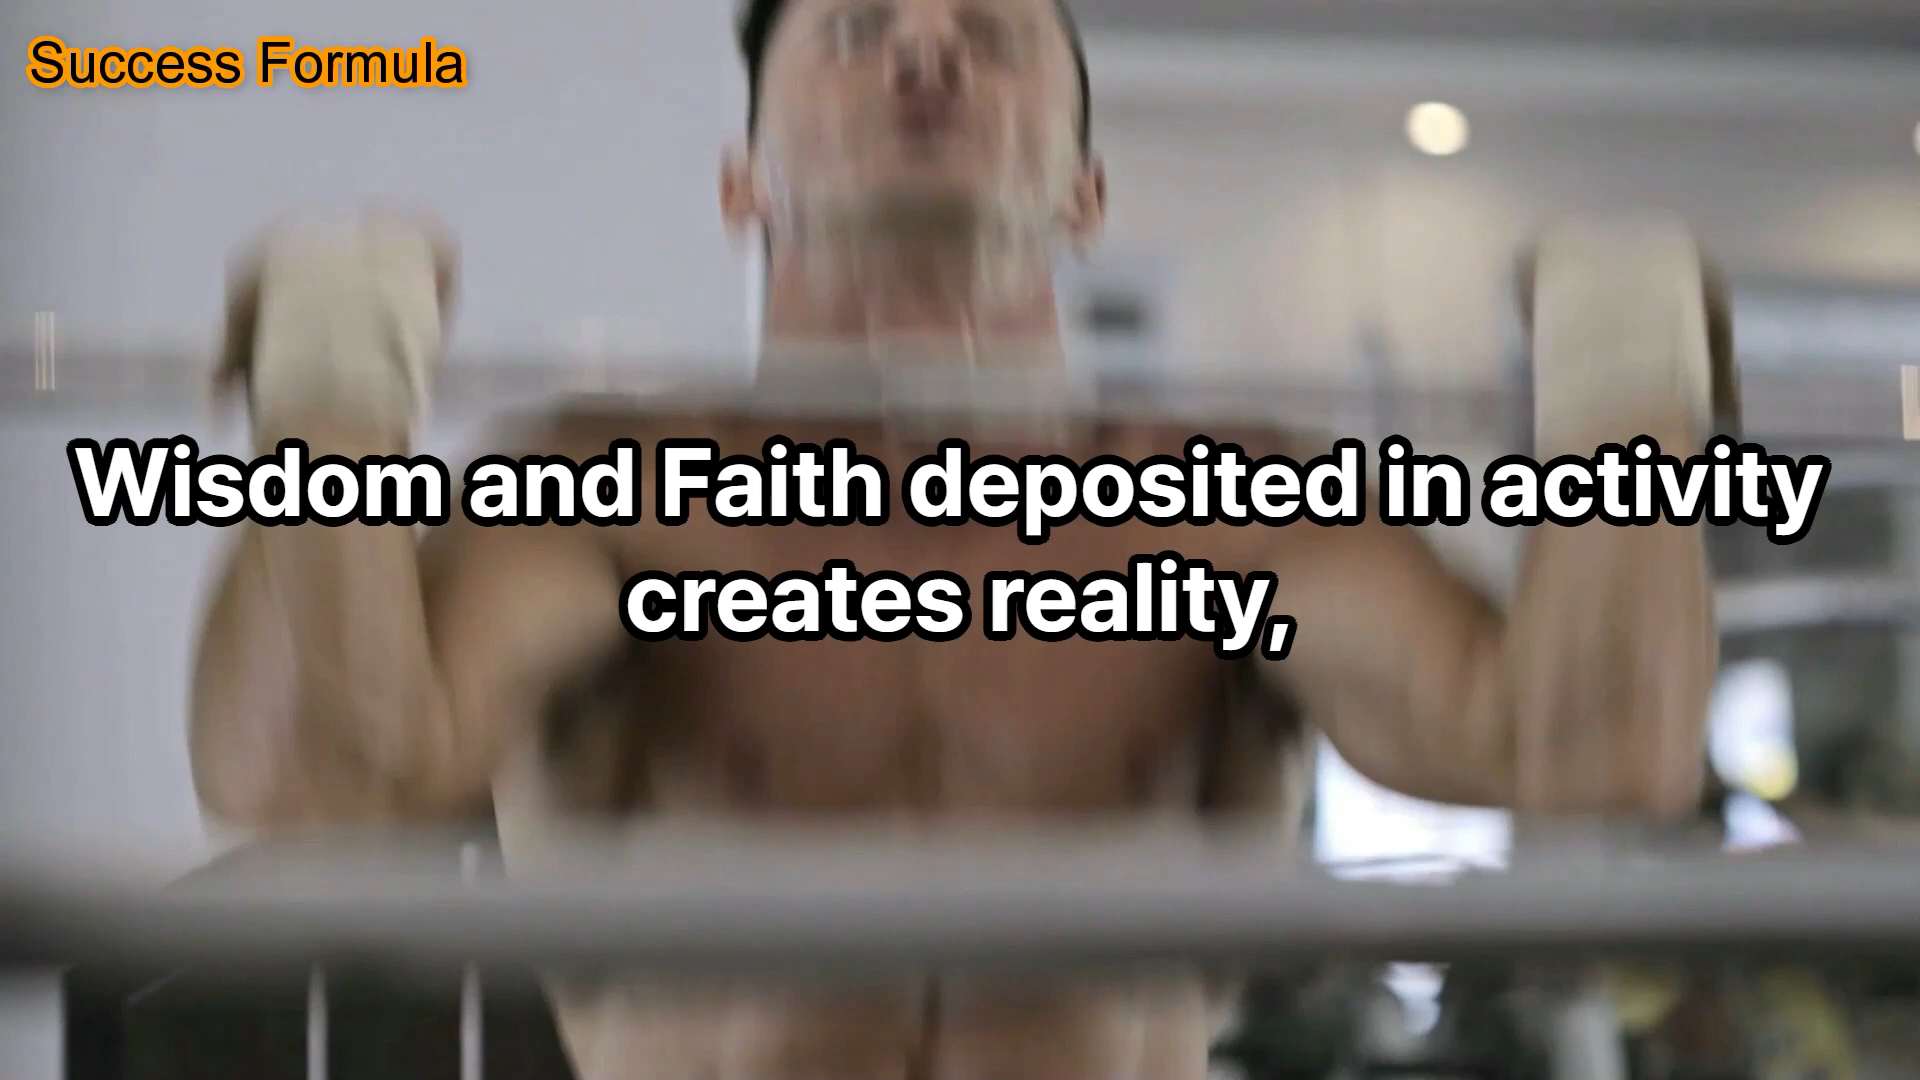 Success Formula
Wisdom and Faith deposited in activity
creates reality,